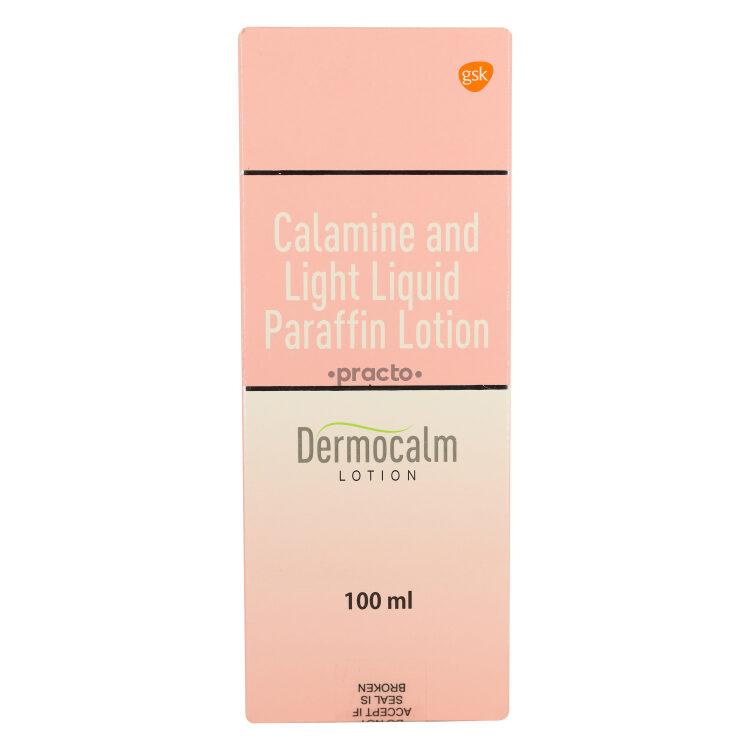 gsk
Calamine and
Light Liquid
Paraffin Lotion
•practo•
Dermocalm
LOTION
100 ml
ACCEPT IF
SEAL IS
BROKEN